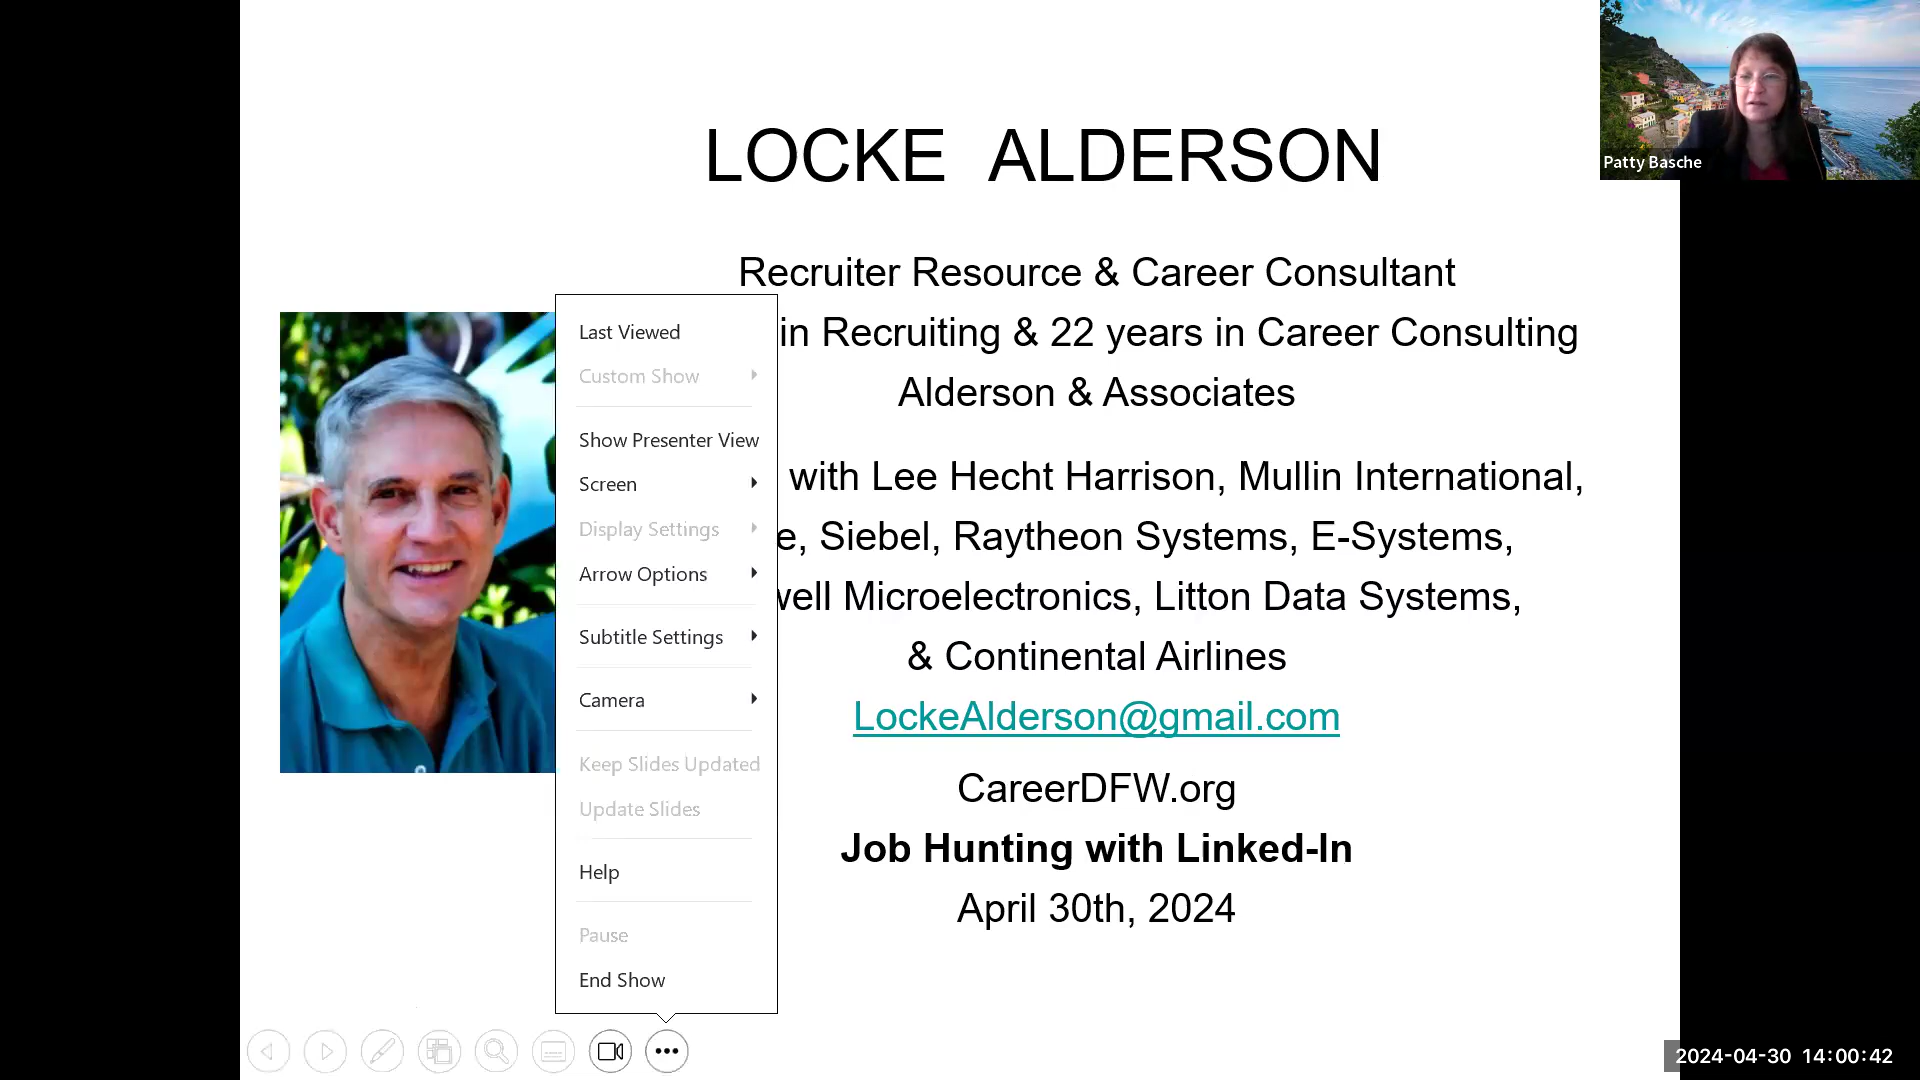 LOCKE ALDERSON
Patty Basche
Recruiter Resource & Career Consultant
in Recruiting & 22 years in Career Consulting
Alderson & Associates
with Lee Hecht Harrison, Mullin International,
e, Siebel, Raytheon Systems, E-Systems,
well Microelectronics, Litton Data Systems,
& Continental Airlines
LockeAlderson@gmail.com
CareerDFW.org
Job Hunting with Linked-In
April 30th, 2024
Last Viewed
Custom Show
Show Presenter View
Screen
Display Settings
Arrow Options
Subtitle Settings
Camera
Keep Slides Updated
Update Slides
Help
Pause
End Show
2024-04-30 14:00:42